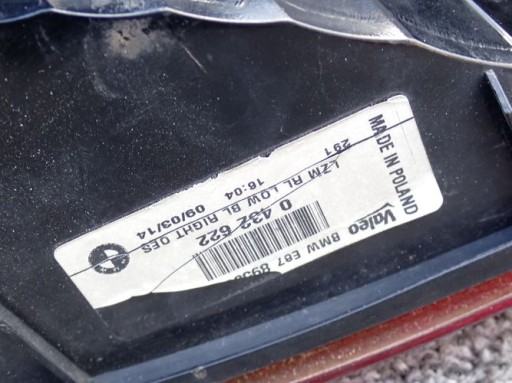 Valeo BMW E87 8956
MADE IN POLAND
0 432 622
LZM RL LOW BL RIGHT OES
291 16:04 09/03/14